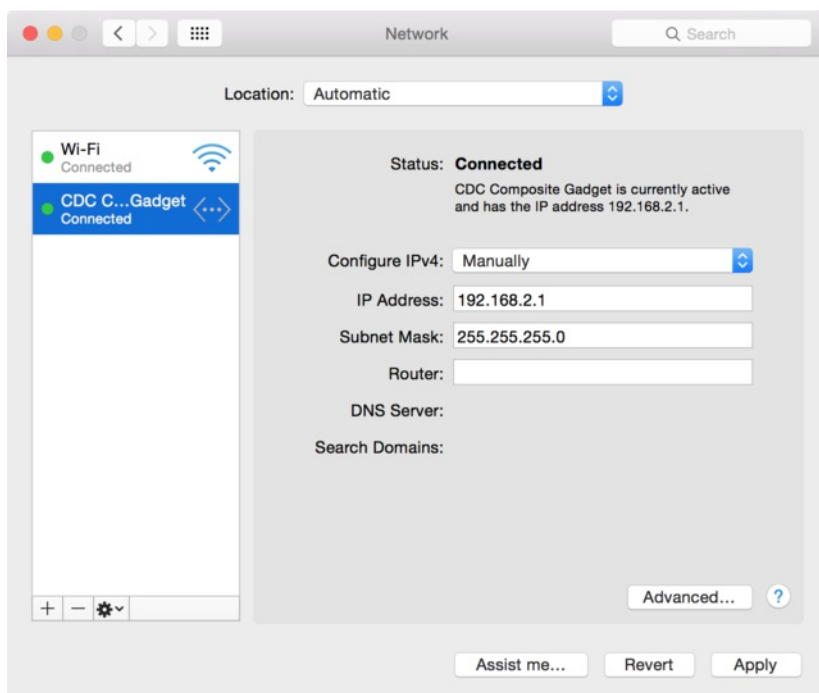 Network
Search
Location: Automatic
Wi-Fi
Connected
CDC C...Gadget
Connected
Status: Connected
CDC Composite Gadget is currently active
and has the IP address 192.168.2.1.
Configure IPv4: Manually
IP Address: 192.168.2.1
Subnet Mask: 255.255.255.0
Router:
DNS Server:
Search Domains:
Advanced... ?
Assist me... Revert Apply